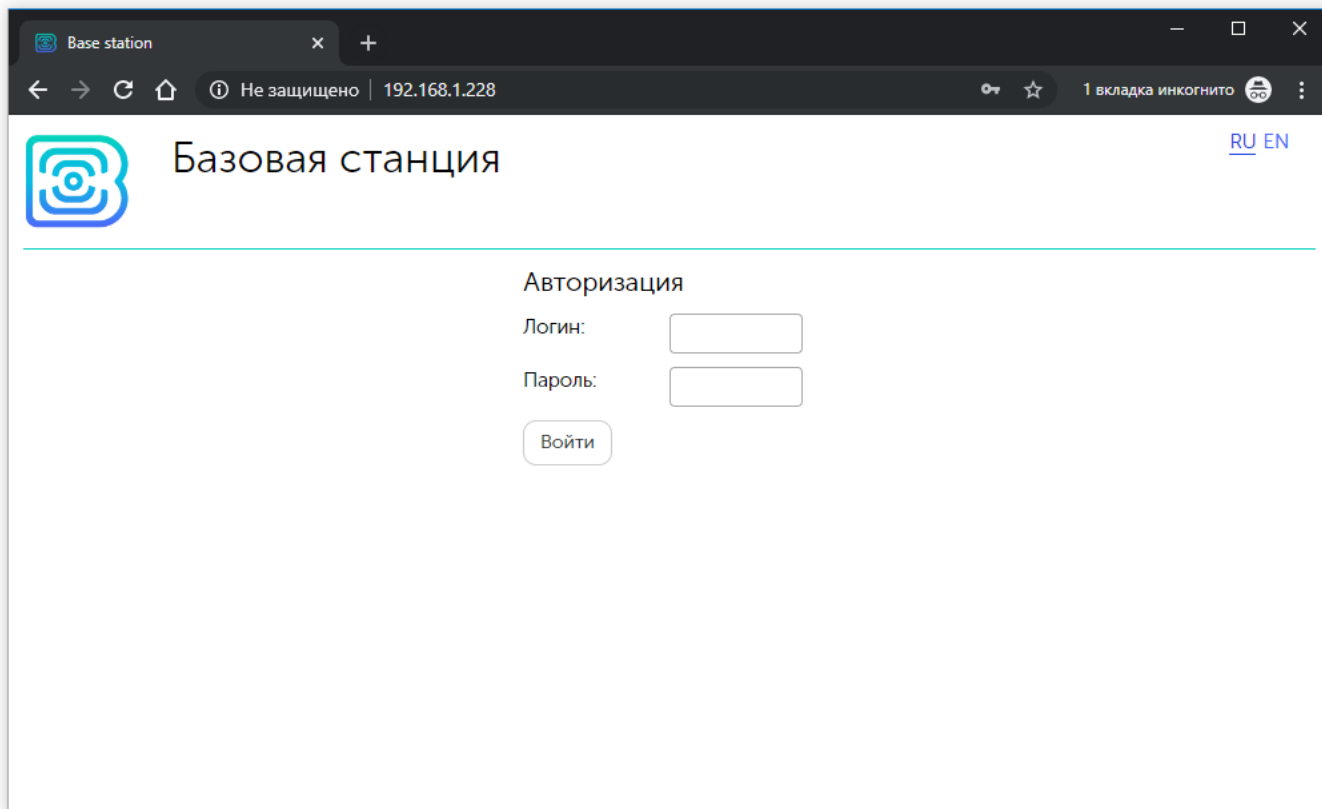 Base station
Не защищено 192.168.1.228
1 вкладка инкогнито
Базовая станция
RU EN
Авторизация
Логин:
Пароль:
Войти